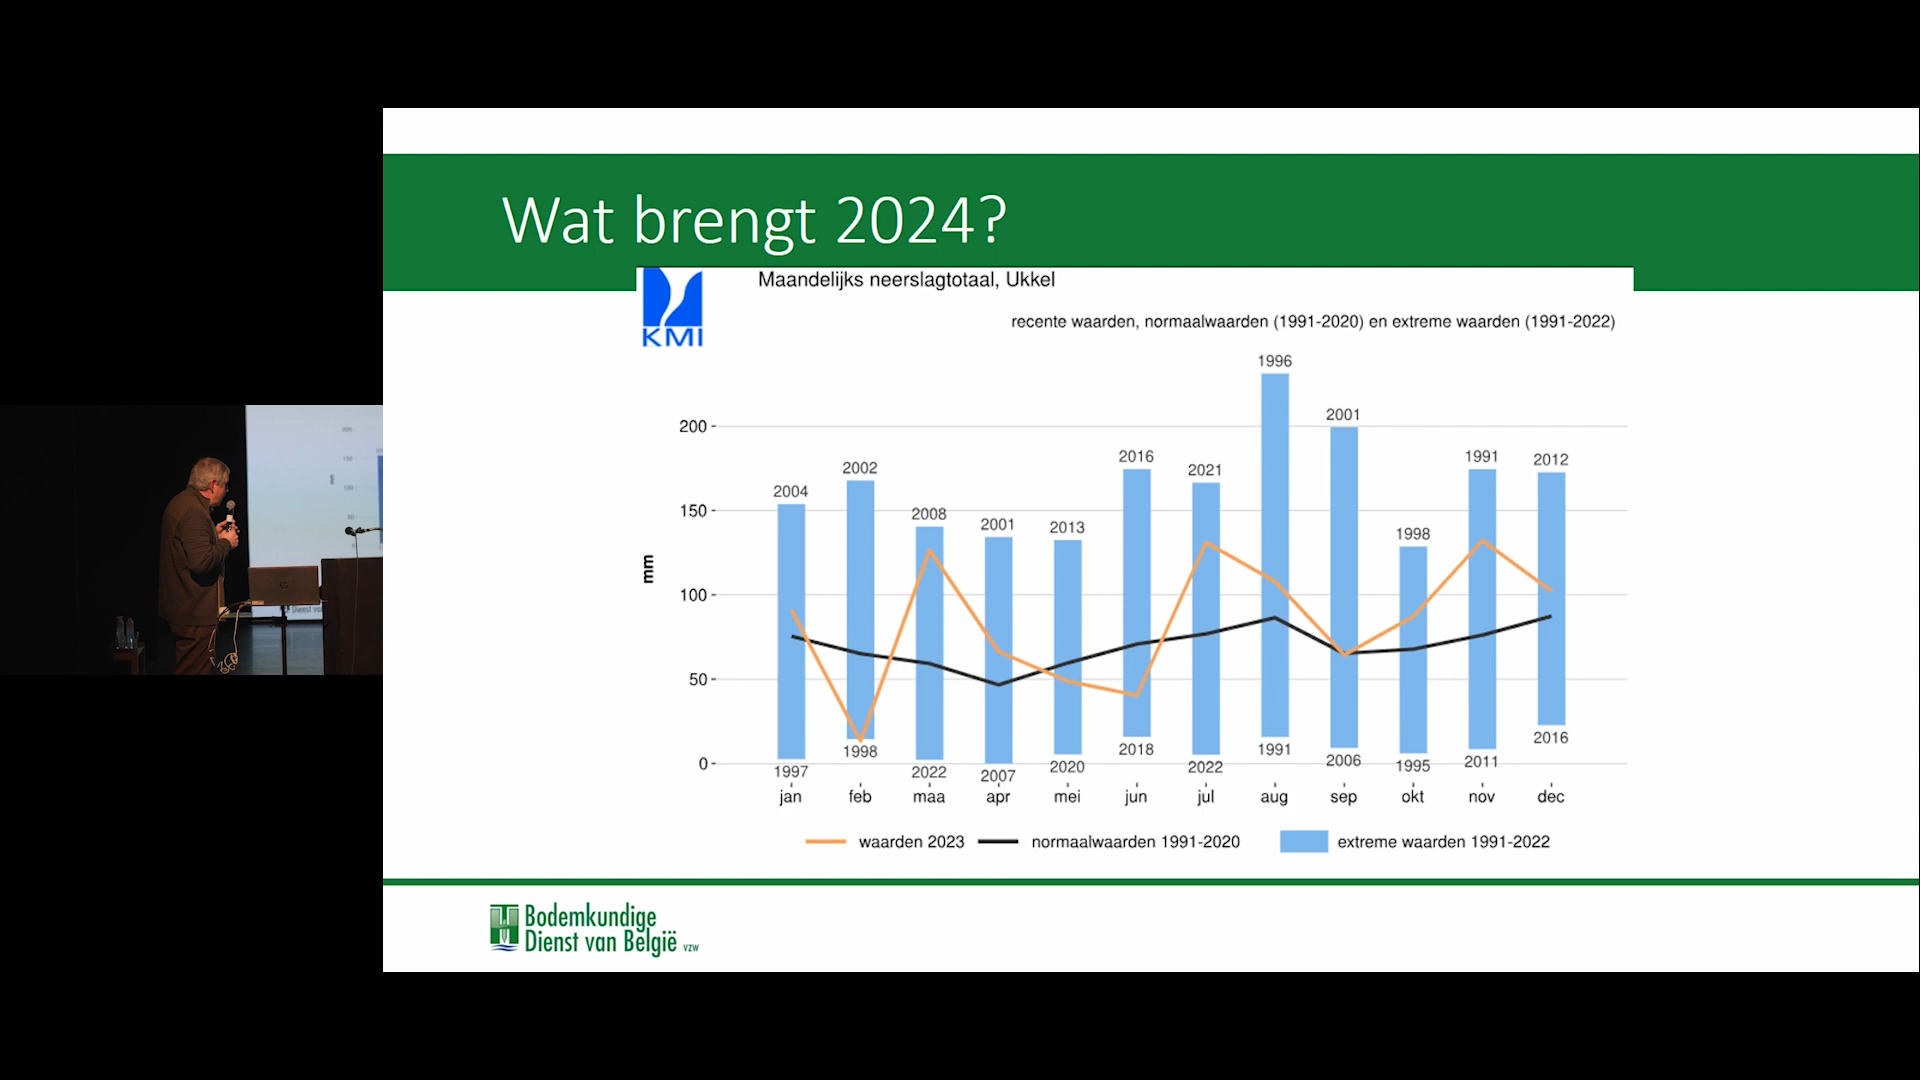 Wat brengt 2024?
KMI
Maandelijks neerslagtotaal, Ukkel
recente waarden, normaalwaarden (1991-2020) en extreme waarden (1991-2022)
mm
200
150
100
50
0
2004
2002
2008
2001
2013
2016
2021
1996
2001
1998
1991
2012
1997
1998
2022
2007
2020
2018
2022
1991
2006
1995
2011
2016
jan
feb
maa
apr
mei
jun
jul
aug
sep
okt
nov
dec
waarden 2023
normaalwaarden 1991-2020
extreme waarden 1991-2022
Bodemkundige
Dienst van België vzw